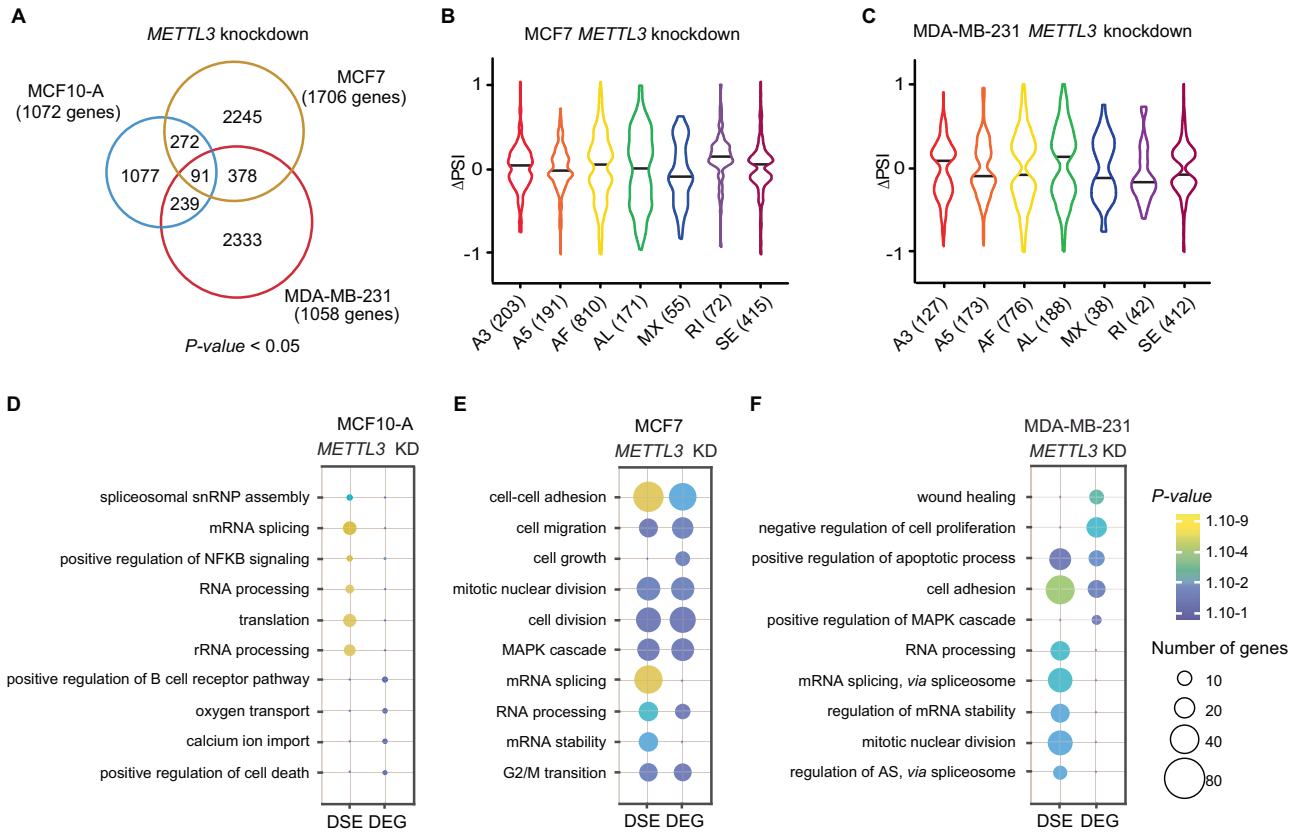 A
METTL3 knockdown
MCF10-A
(1072 genes)
MCF7
(1706 genes)
2245
272
1077
91
378
239
2333
MDA-MB-231
(1058 genes)
P-value < 0.05
B
MCF7 METTL3 knockdown
ΔPSI
1
0
-1
A3 (203)
A5 (191)
AF (810)
AL (171)
MX (55)
RI (72)
SE (415)
C
MDA-MB-231 METTL3 knockdown
ΔPSI
1
0
-1
A3 (127)
A5 (173)
AF (776)
AL (188)
MX (38)
RI (42)
SE (412)
D
MCF10-A
METTL3 KD
spliceosomal snRNP assembly
mRNA splicing
positive regulation of NFKB signaling
RNA processing
translation
rRNA processing
positive regulation of B cell receptor pathway
oxygen transport
calcium ion import
positive regulation of cell death
DSE DEG
E
MCF7
METTL3 KD
cell-cell adhesion
cell migration
cell growth
mitotic nuclear division
cell division
MAPK cascade
mRNA splicing
RNA processing
mRNA stability
G2/M transition
DSE DEG
F
MDA-MB-231
METTL3 KD
wound healing
negative regulation of cell proliferation
positive regulation of apoptotic process
cell adhesion
positive regulation of MAPK cascade
RNA processing
mRNA splicing, via spliceosome
regulation of mRNA stability
mitotic nuclear division
regulation of AS, via spliceosome
DSE DEG
P-value
1.10-9
1.10-4
1.10-2
1.10-1
Number of genes
10
20
40
80